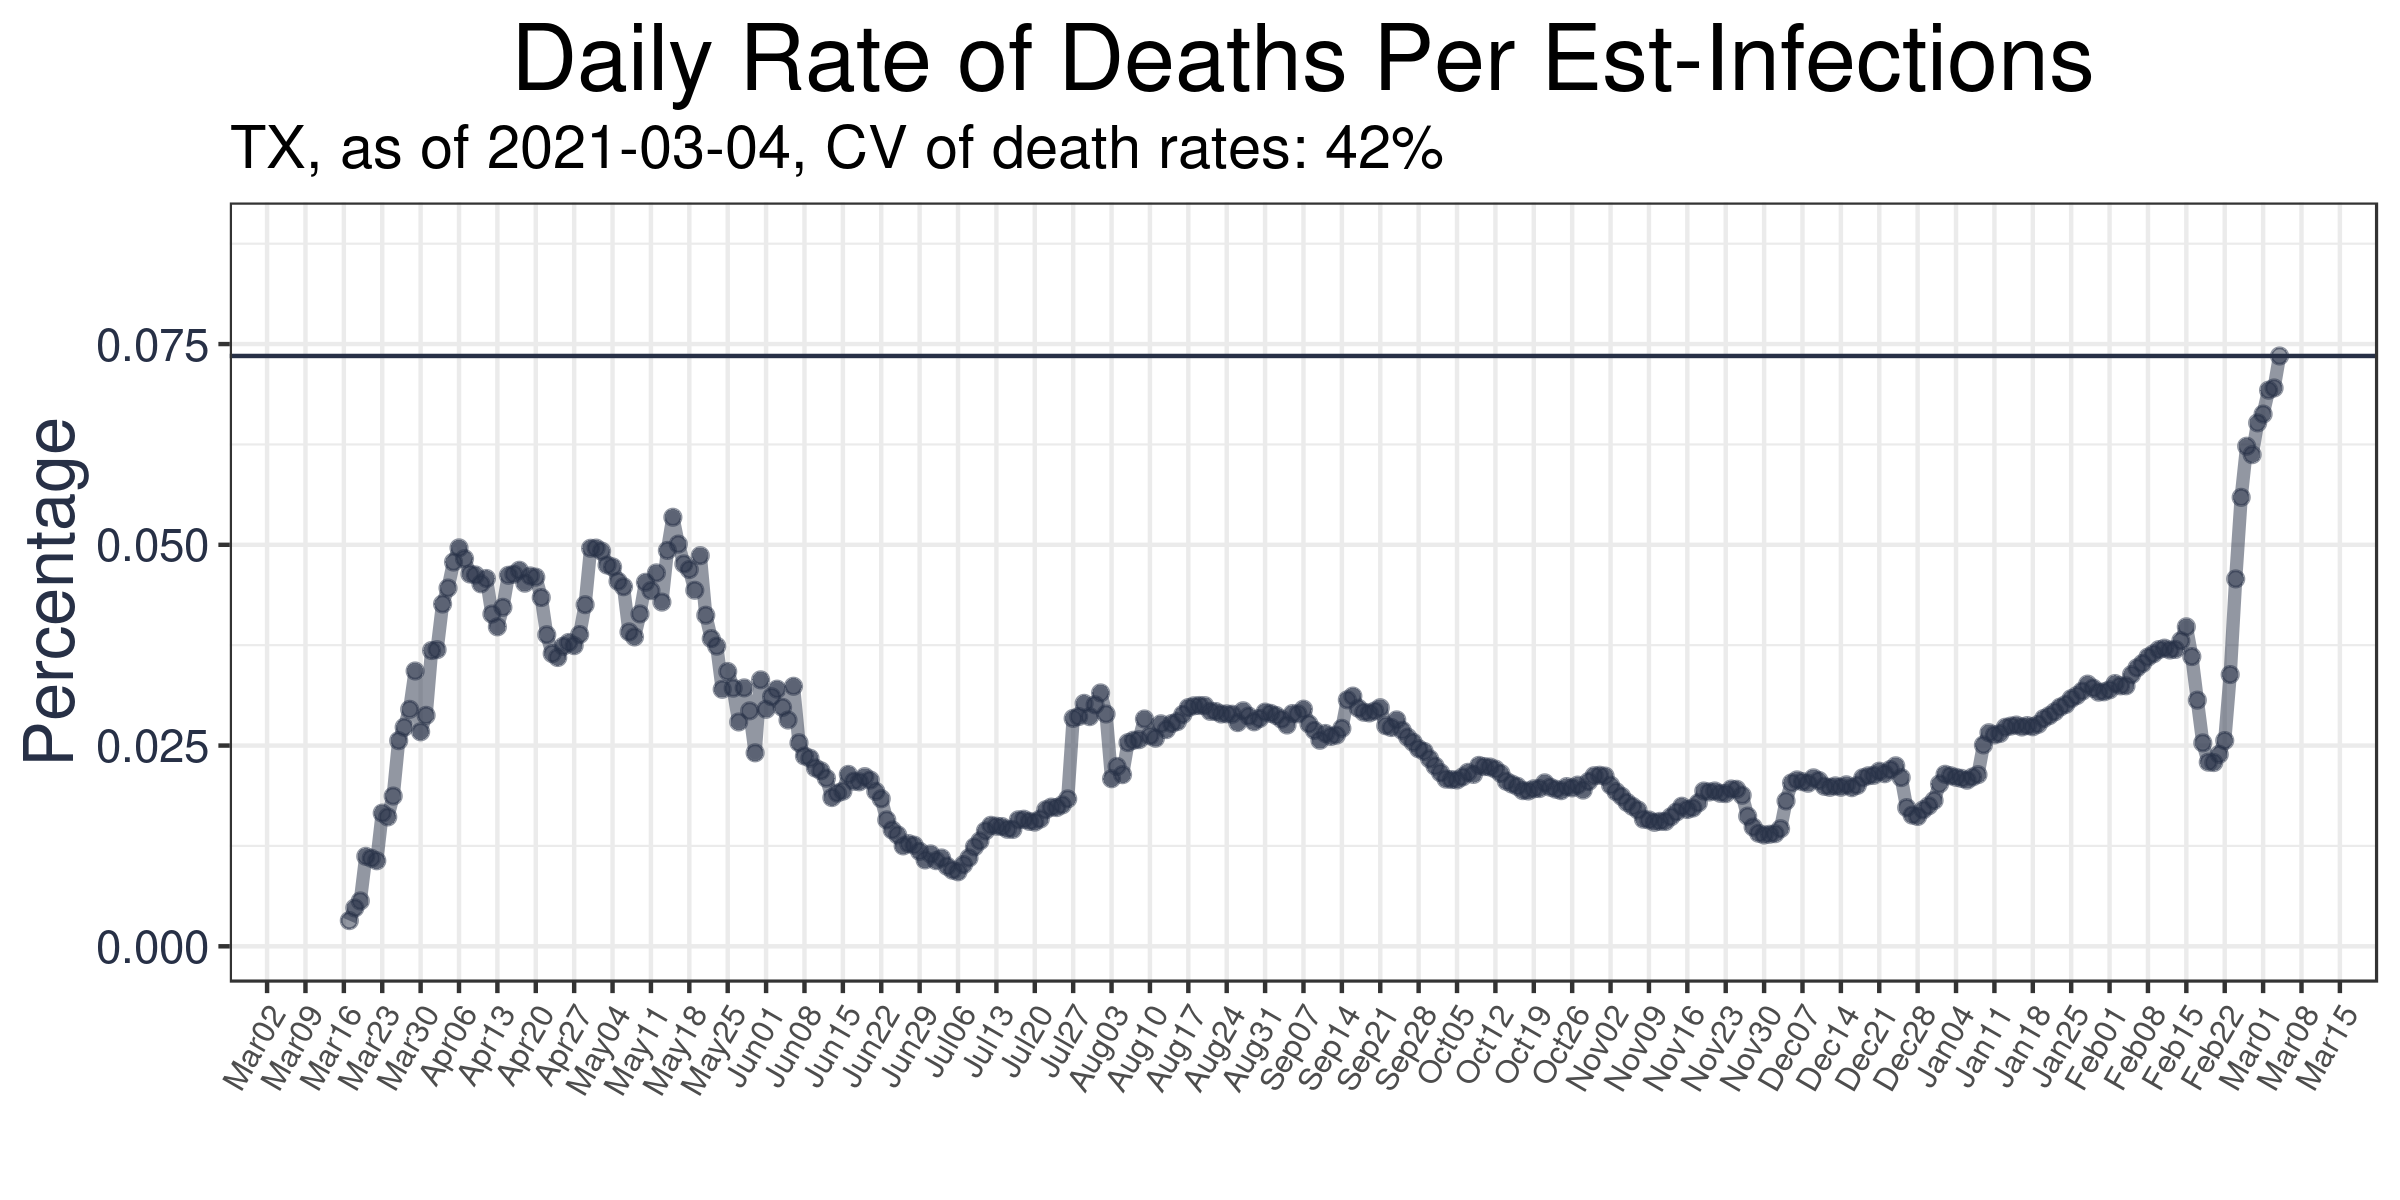 Daily Rate of Deaths Per Est-Infections
TX, as of 2021-03-04, CV of death rates: 42%
Percentage
0.075
0.050
0.025
0.000
Mar02
Mar09
Mar16
Mar23
Mar30
Apr06
Apr13
Apr20
Apr27
May04
May11
May18
May25
Jun01
Jun08
Jun15
Jun22
Jun29
Jul06
Jul13
Jul20
Jul27
Aug03
Aug10
Aug17
Aug24
Aug31
Sep07
Sep14
Sep21
Sep28
Oct05
Oct12
Oct19
Oct26
Nov02
Nov09
Nov16
Nov23
Nov30
Dec07
Dec14
Dec21
Dec28
Jan04
Jan11
Jan18
Jan25
Feb01
Feb08
Feb15
Feb22
Mar01
Mar08
Mar15